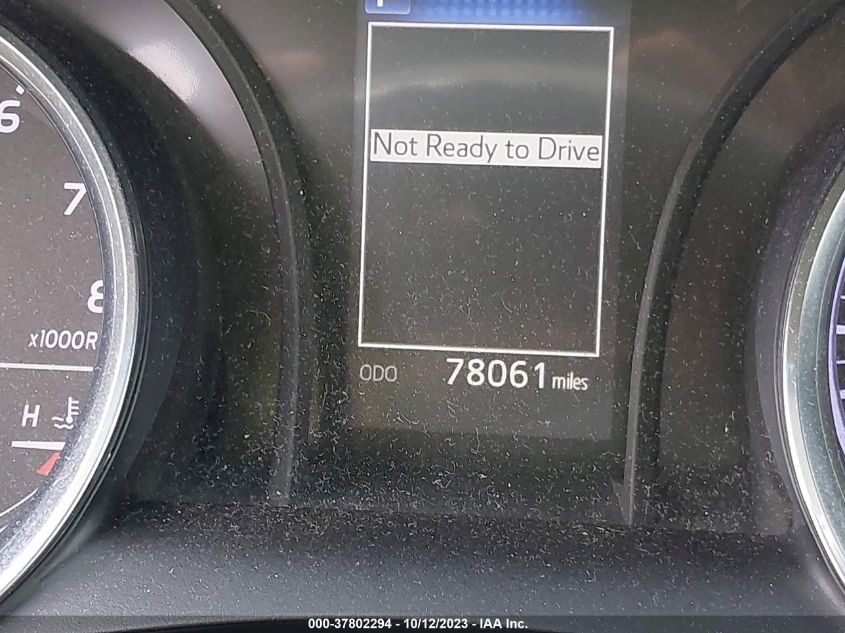 6
7
8
x1000R
H
Not Ready to Drive
ODO 78061 miles
000-37802294 - 10/12/2023 - IAA Inc.